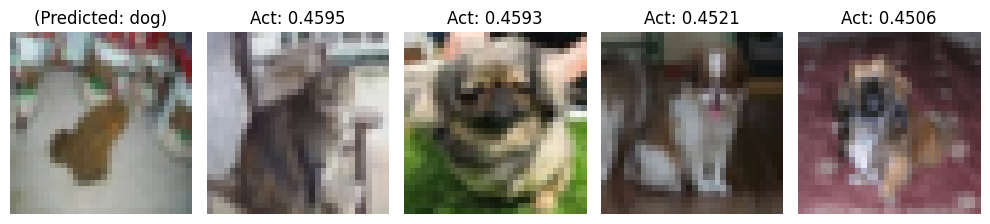 (Predicted: dog)
Act: 0.4595
Act: 0.4593
Act: 0.4521
Act: 0.4506